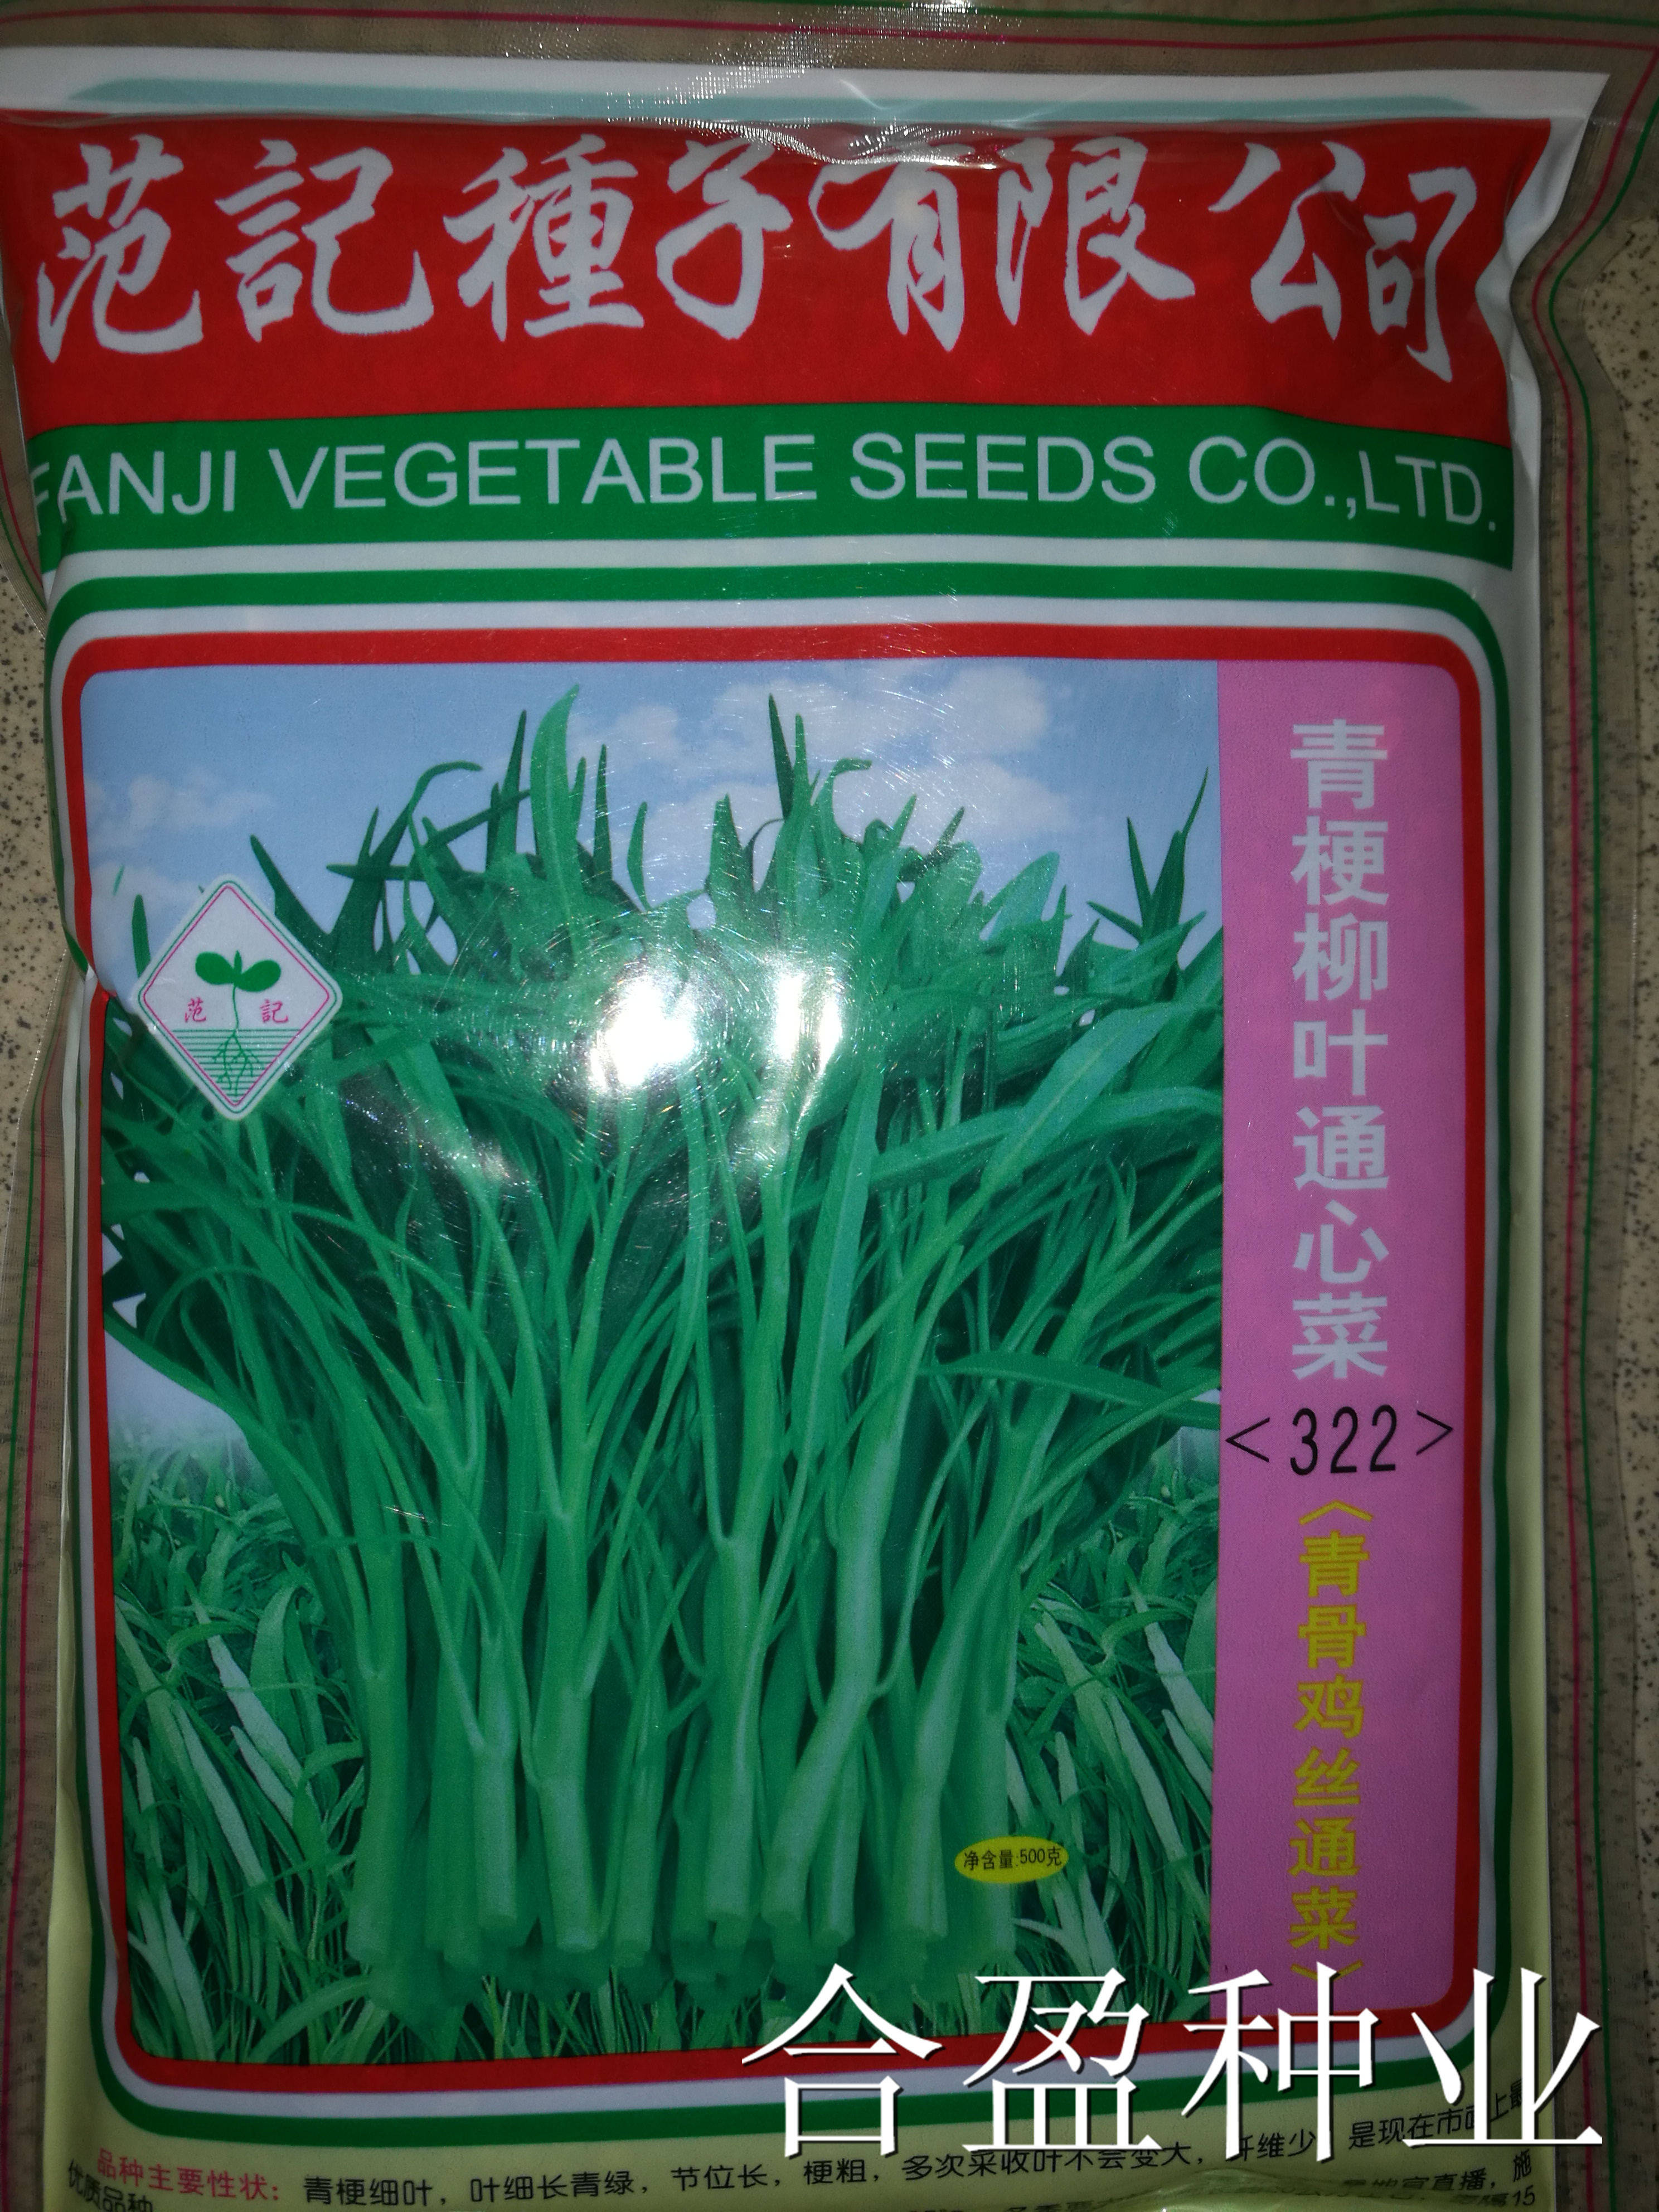 范記種子有限公司
FANJI VEGETABLE SEEDS CO.,LTD.
范 記
青梗柳叶通心菜
<322>
〈青骨鸡丝通菜〉
净含量:500克
合盈种业
品种主要性状：青梗细叶，叶细长青绿，节位长，梗粗，多次采收叶不会变大，纤维少，是现在市面上最
优质品种
直播，施
15